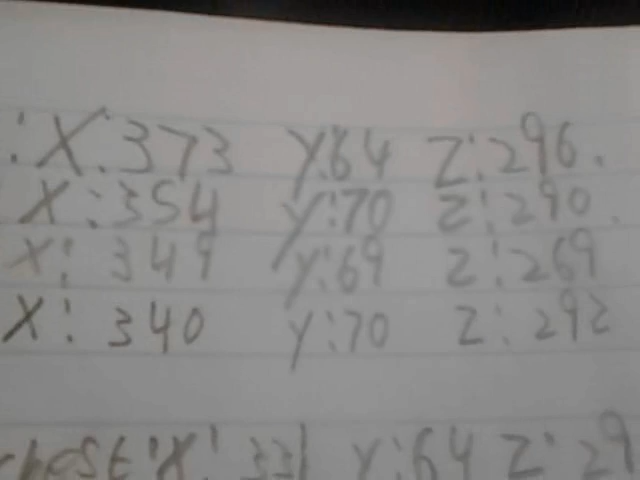 : X: 373 y:64 Z:296.
X: 354 y:70 Z:290.
X: 349 y:69 Z:269
X: 340 y:70 Z:292
chest: X: 331 y:64 Z: 29